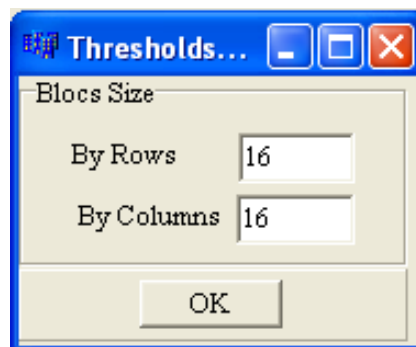 Thresholds...
Blocs Size
By Rows 16
By Columns 16
OK